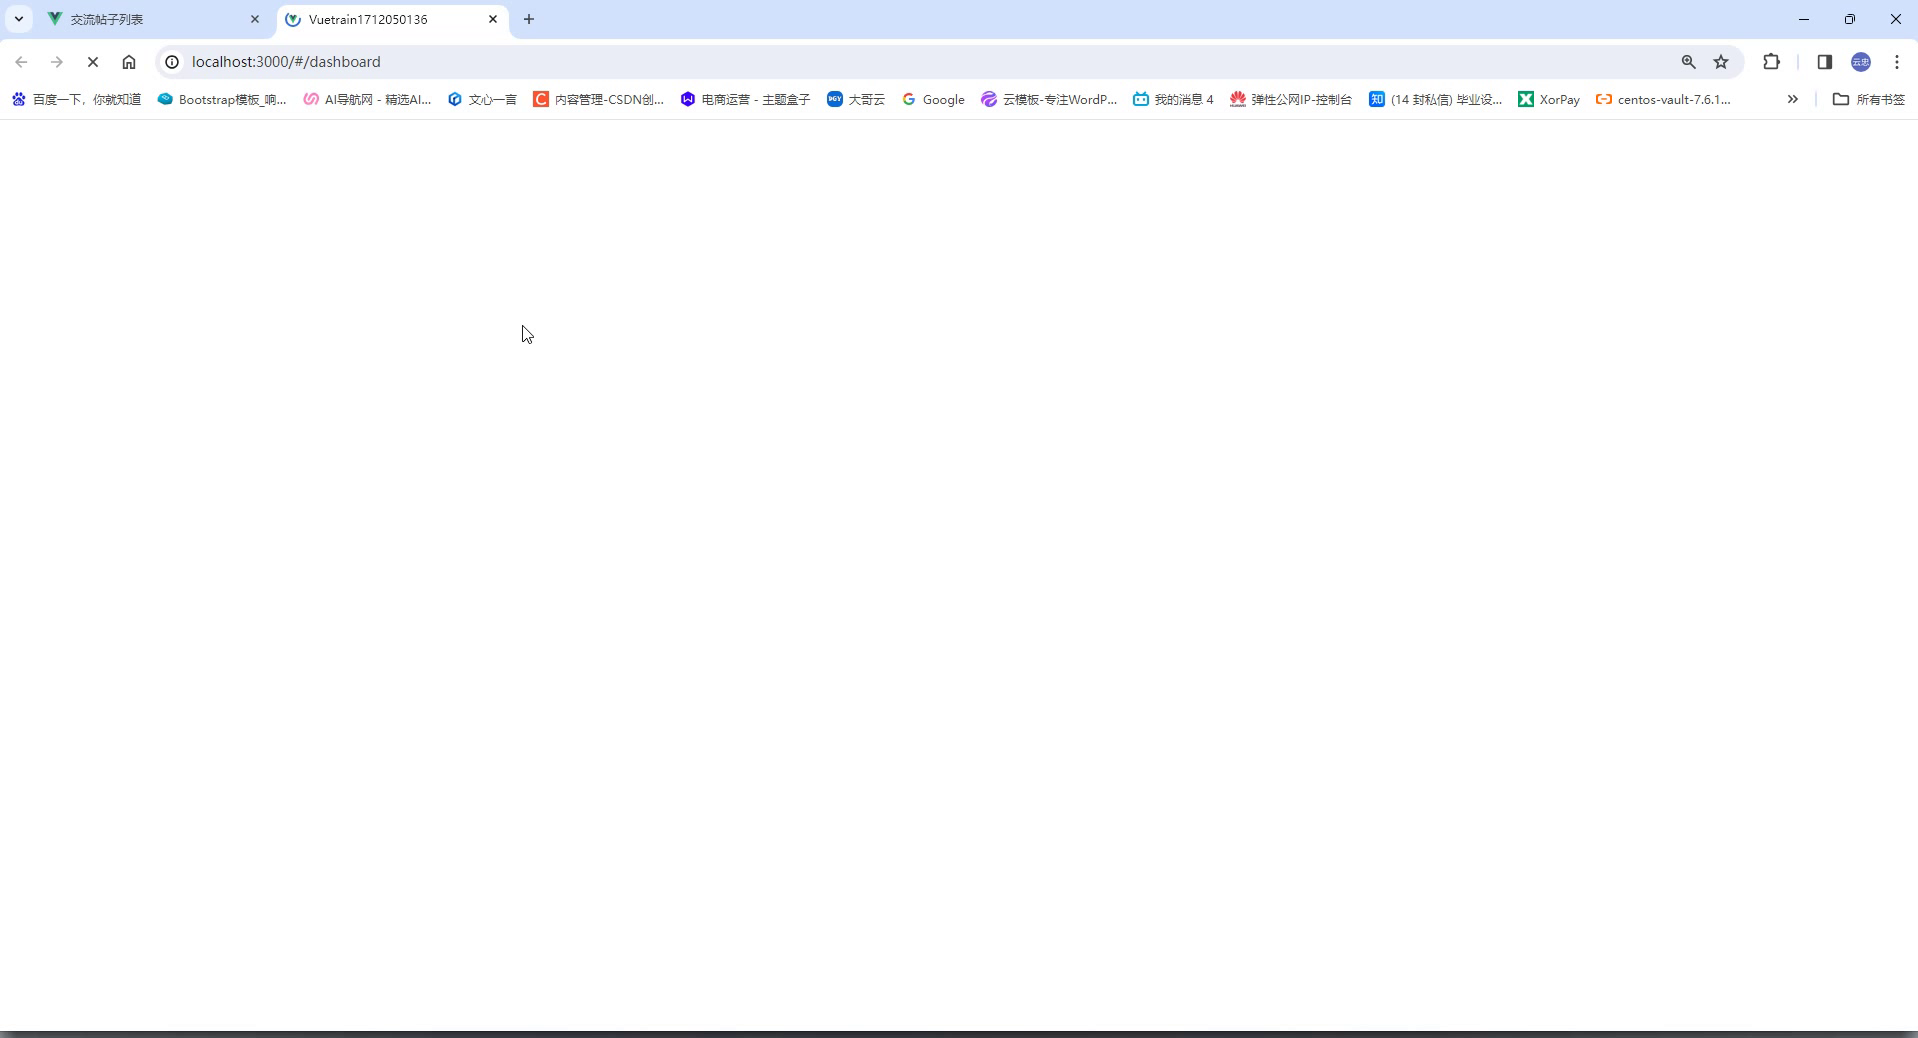 交流帖子列表
Vuetrain1712050136
localhost:3000/#/dashboard
云忠
百度一下，你就知道
Bootstrap模板_响...
AI导航网 - 精选AI...
文心一言
内容管理-CSDN创...
电商运营 - 主题盒子
DGY
大哥云
Google
云模板-专注WordP...
我的消息 4
弹性公网IP-控制台
知
(14 封私信) 毕业设...
XorPay
centos-vault-7.6.1...
所有书签